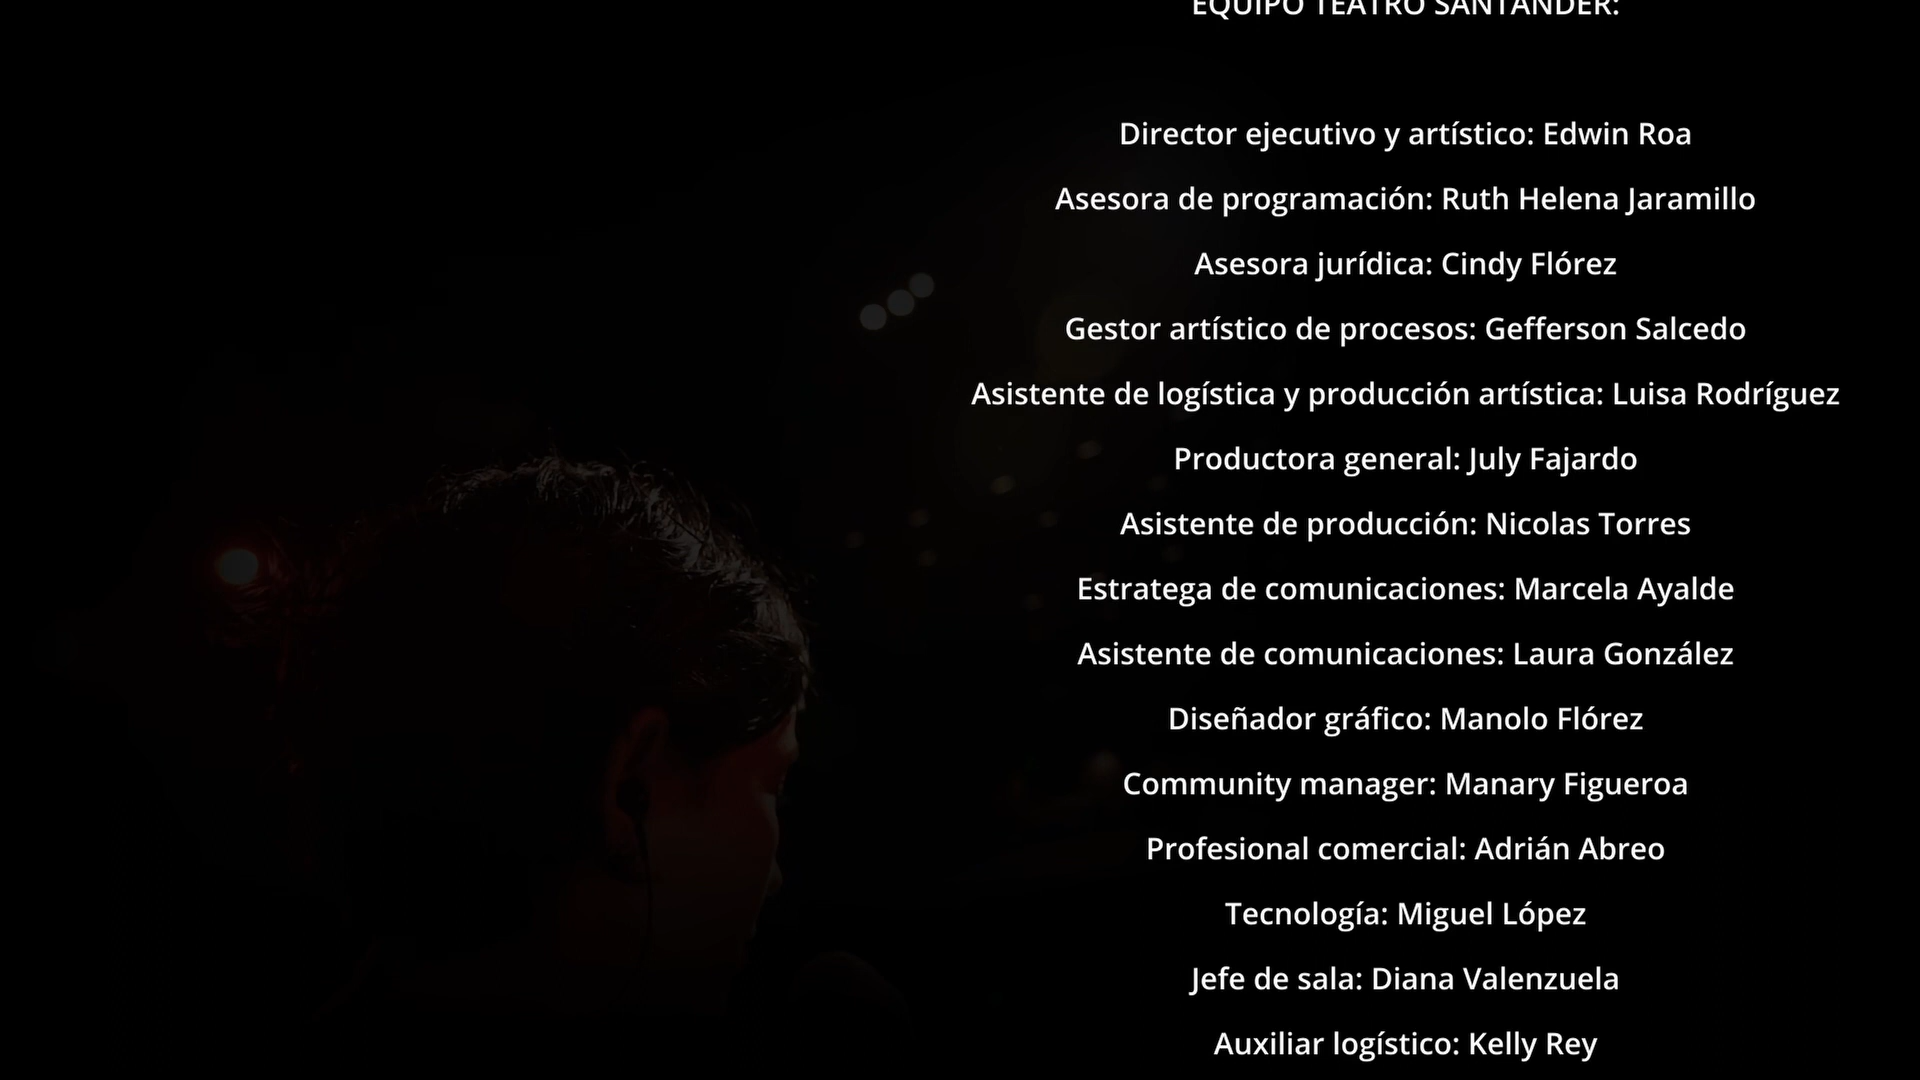 EQUIPO TEATRO SANTANDER:
Director ejecutivo y artístico: Edwin Roa
Asesora de programación: Ruth Helena Jaramillo
Asesora jurídica: Cindy Flórez
Gestor artístico de procesos: Gefferson Salcedo
Asistente de logística y producción artística: Luisa Rodríguez
Productora general: July Fajardo
Asistente de producción: Nicolas Torres
Estratega de comunicaciones: Marcela Ayalde
Asistente de comunicaciones: Laura González
Diseñador gráfico: Manolo Flórez
Community manager: Manary Figueroa
Profesional comercial: Adrián Abreo
Tecnología: Miguel López
Jefe de sala: Diana Valenzuela
Auxiliar logístico: Kelly Rey